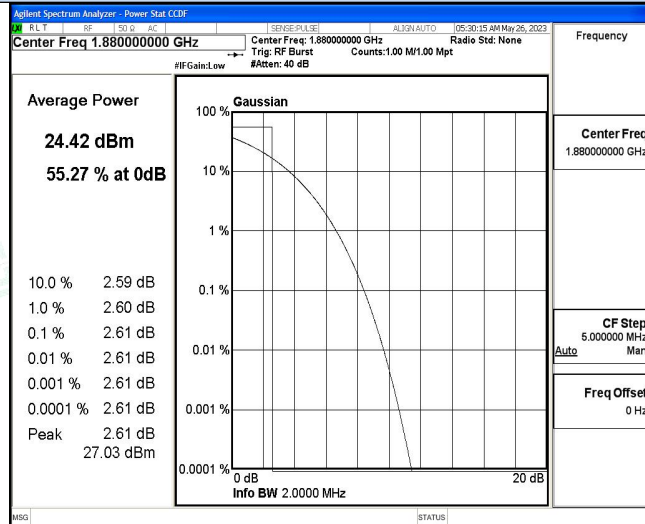 Agilent Spectrum Analyzer - Power Stat CCDF
RLT RF 50 Ω AC SENSE:PULSE ALIGN AUTO 05:30:15 AM May 26, 2023
Center Freq 1.880000000 GHz
Center Freq: 1.880000000 GHz Radio Std: None
Trig: RF Burst Counts:1.00 M/1.00 Mpt
#IFGain:Low #Atten: 40 dB
Frequency
Average Power
24.42 dBm
55.27 % at 0dB
10.0 % 2.59 dB
1.0 % 2.60 dB
0.1 % 2.61 dB
0.01 % 2.61 dB
0.001 % 2.61 dB
0.0001 % 2.61 dB
Peak 2.61 dB
27.03 dBm
Gaussian
100 %
10 %
1 %
0.1 %
0.01 %
0.001 %
0.0001 %
0 dB 20 dB
Info BW 2.0000 MHz
Center Freq
1.880000000 GHz
CF Step
5.000000 MHz
Auto Man
Freq Offset
0 Hz
MSG STATUS